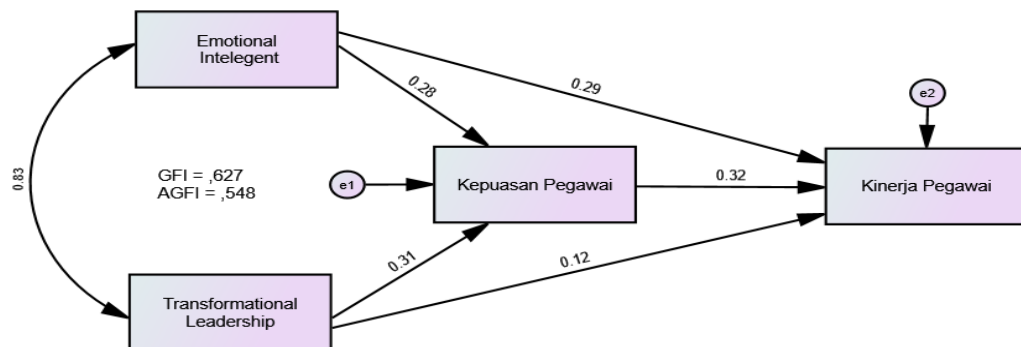 Emotional
Intelegent
0.28
0.29
e2
0.83
,GFI = ,627
AGFI = ,548
e1
Kepuasan Pegawai
0.32
Kinerja Pegawai
0.31
0.12
Transformational
Leadership